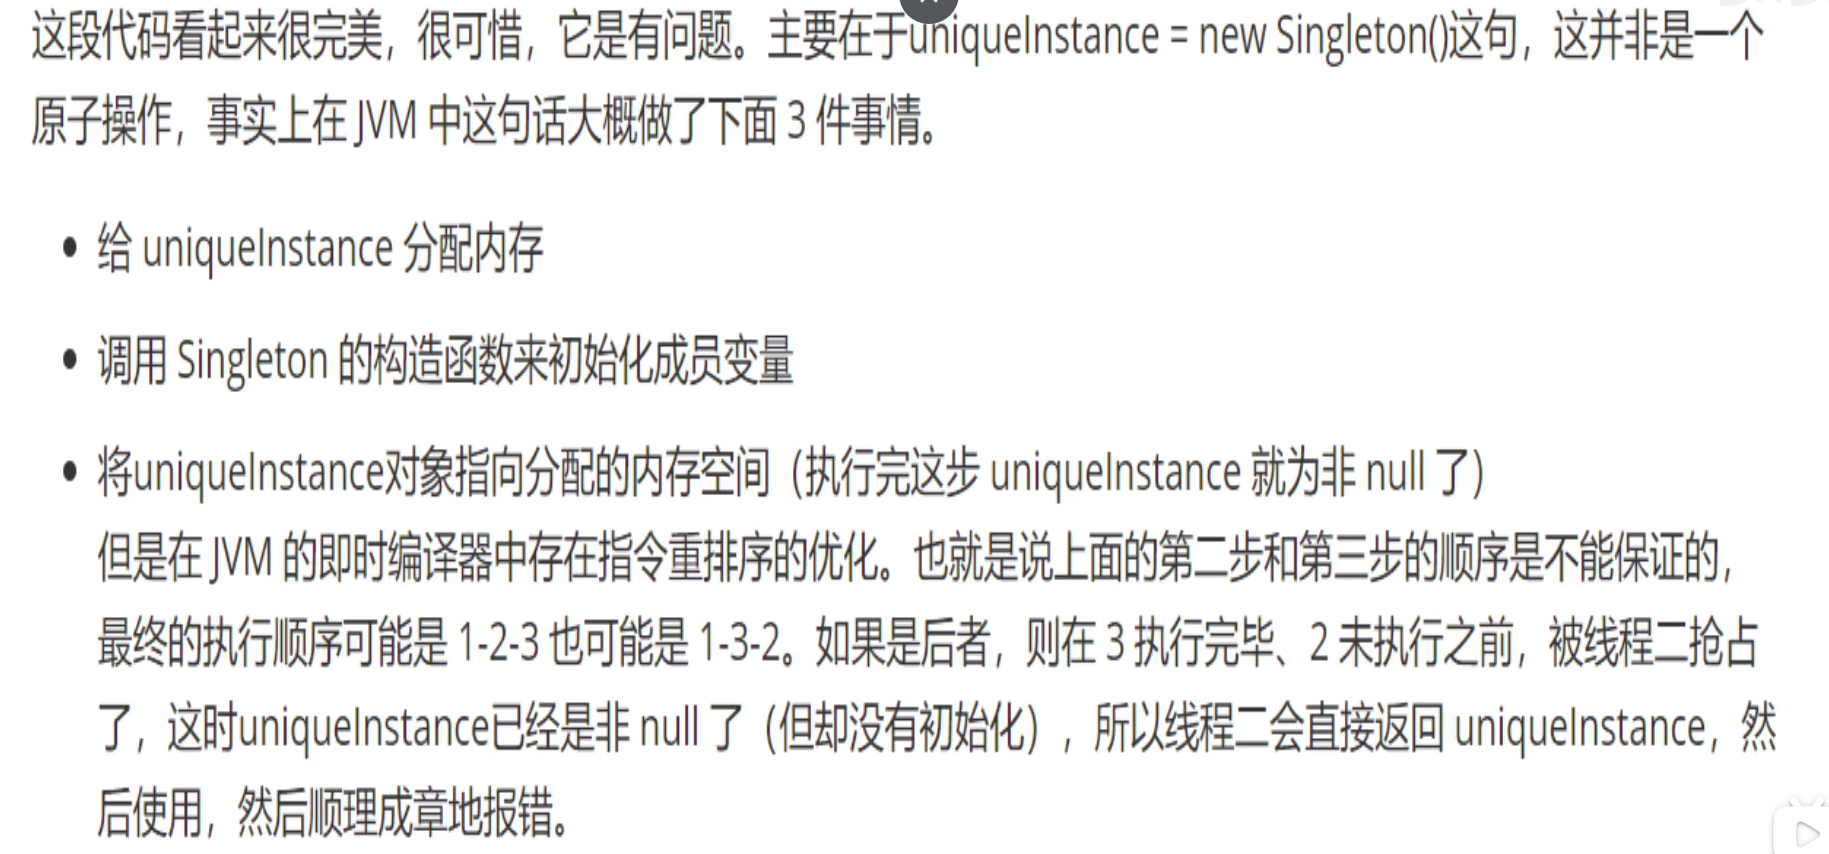 这段代码看起来很完美，很可惜，它是有问题。主要在于uniqueInstance = new Singleton()这句，这并非是一个
原子操作，事实上在 JVM 中这句话大概做了下面 3 件事情。
• 给 uniqueInstance 分配内存
• 调用 Singleton 的构造函数来初始化成员变量
• 将uniqueInstance对象指向分配的内存空间（执行完这步 uniqueInstance 就为非 null 了）
但是在 JVM 的即时编译器中存在指令重排序的优化。也就是说上面的第二步和第三步的顺序是不能保证的，
最终的执行顺序可能是 1-2-3 也可能是 1-3-2。如果是后者，则在 3 执行完毕、2 未执行之前，被线程二抢占
了，这时uniqueInstance已经是非 null 了（但却没有初始化），所以线程二会直接返回 uniqueInstance，然
后使用，然后顺理成章地报错。